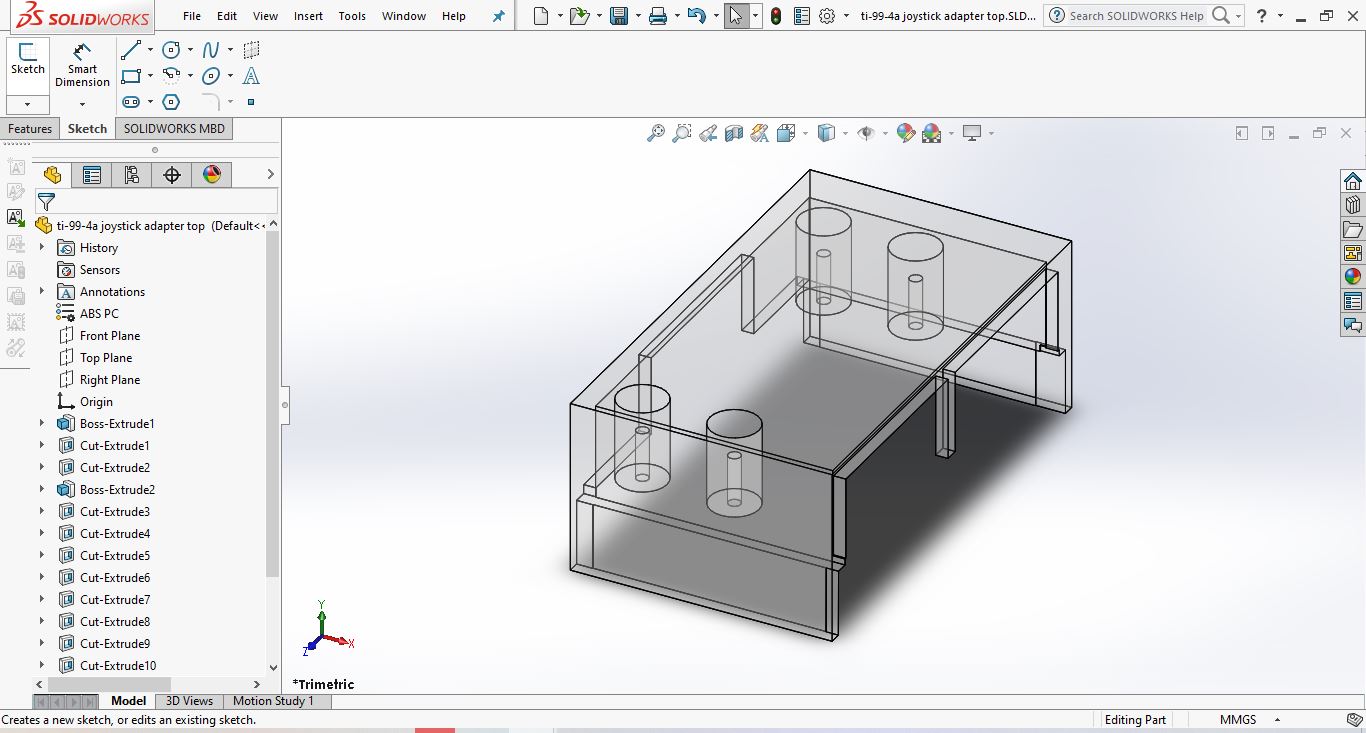 SOLIDWORKS File Edit View Insert Tools Window Help ti-99-4a joystick adapter top.SLD... Search SOLIDWORKS Help ?
Sketch
Smart
Dimension
Features Sketch SOLIDWORKS MBD
ti-99-4a joystick adapter top (Default<<
History
Sensors
Annotations
ABS PC
Front Plane
Top Plane
Right Plane
Origin
Boss-Extrude1
Cut-Extrude1
Cut-Extrude2
Boss-Extrude2
Cut-Extrude3
Cut-Extrude4
Cut-Extrude5
Cut-Extrude6
Cut-Extrude7
Cut-Extrude8
Cut-Extrude9
Cut-Extrude10
Y
X
Z
*Trimetric
Model 3D Views Motion Study 1
Creates a new sketch, or edits an existing sketch. Editing Part MMGS